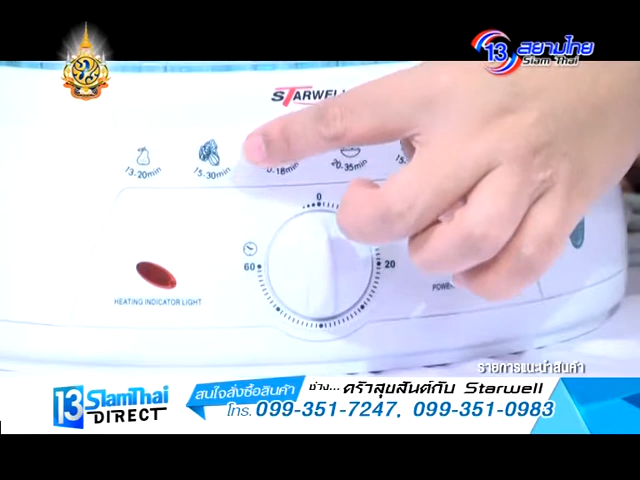 13 สยามไทย
Siam Thai
STARWELL
13-20min
15-30min
-18min
20-35min
0
60
20
HEATING INDICATOR LIGHT
POWER
รายการแนะนำสินค้า
13 SIamThai
DIRECT
สนใจสั่งซื้อสินค้า
ช่วง... ครัวสุขสันต์กับ Starwell
โทร. 099-351-7247, 099-351-0983